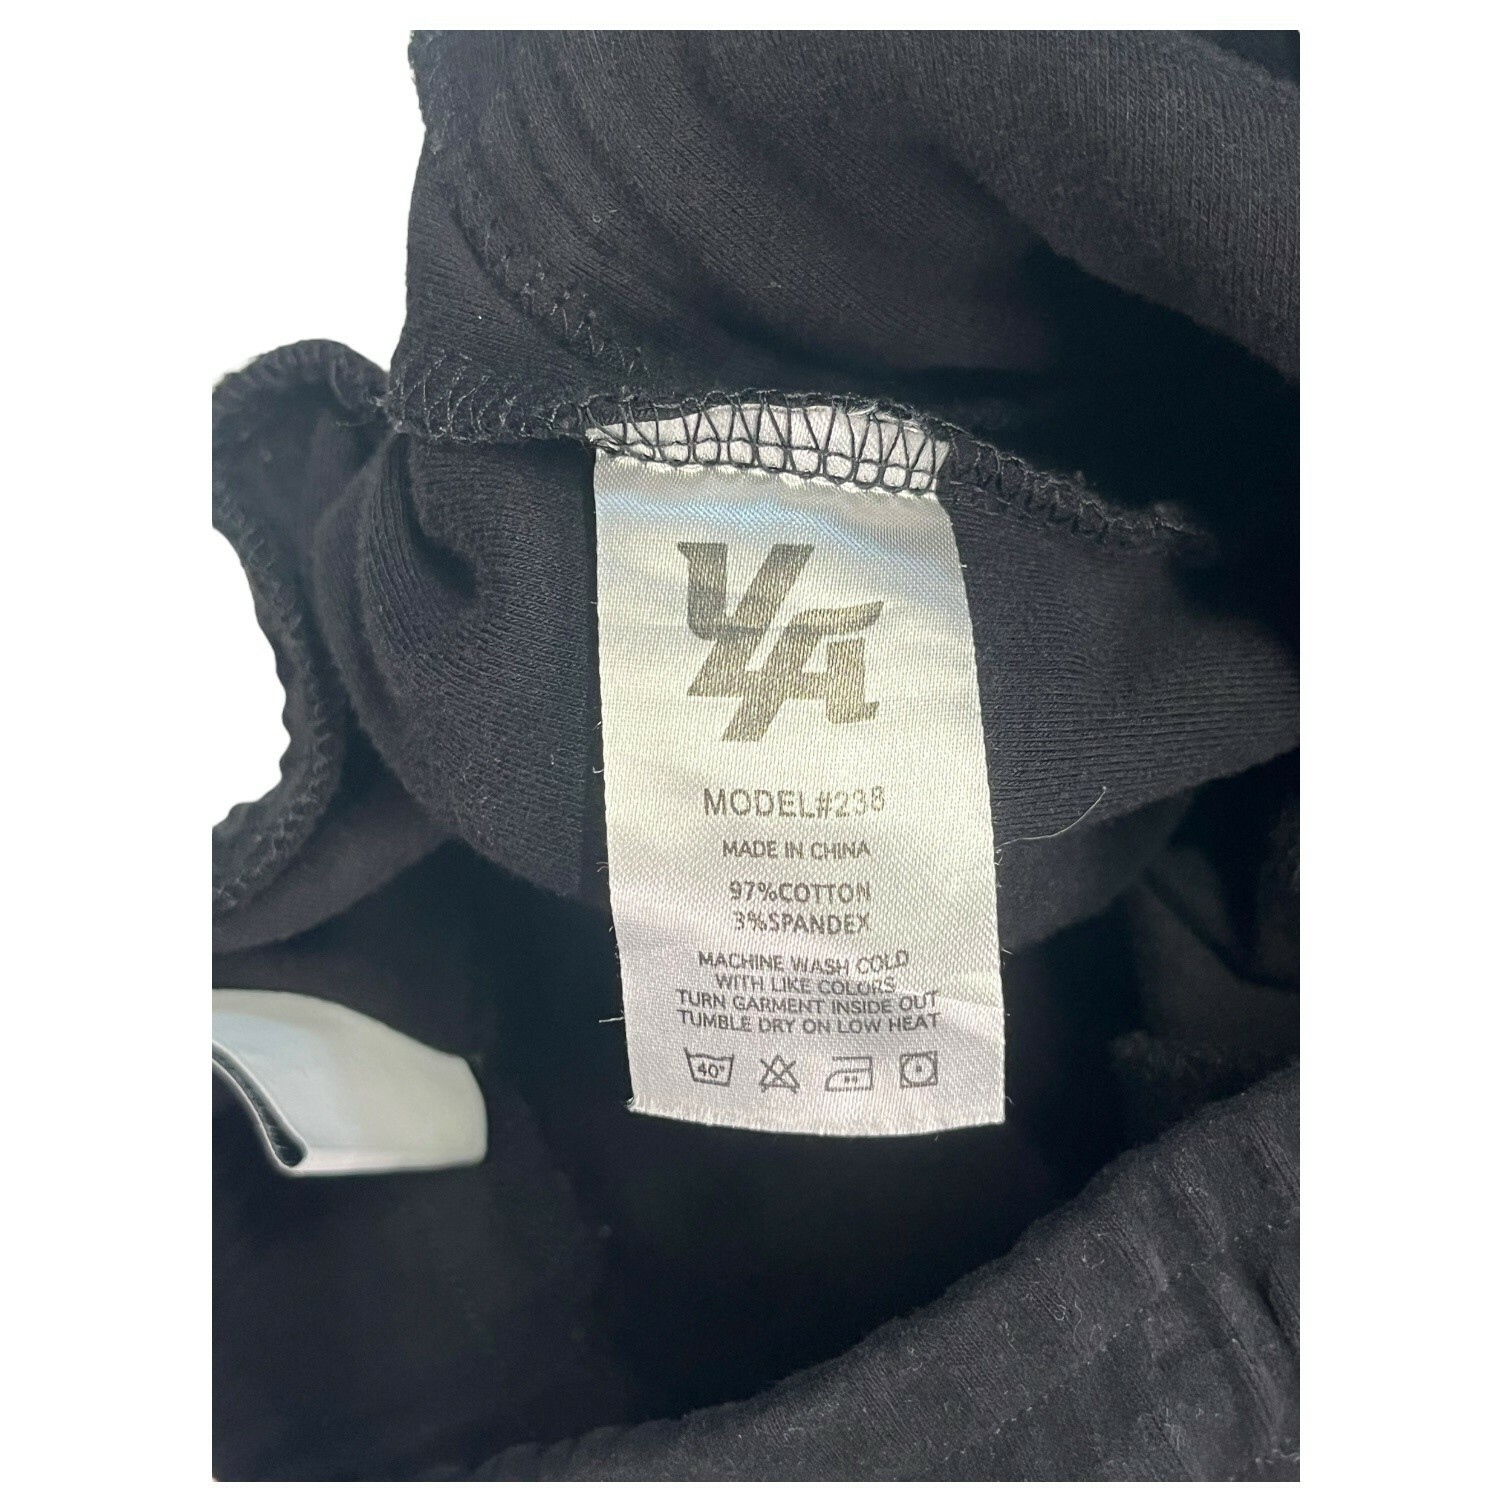 YLA
MODEL#238
MADE IN CHINA
97%COTTON
3%SPANDEX
MACHINE WASH COLD
WITH LIKE COLORS
TURN GARMENT INSIDE OUT
TUMBLE DRY ON LOW HEAT
40°